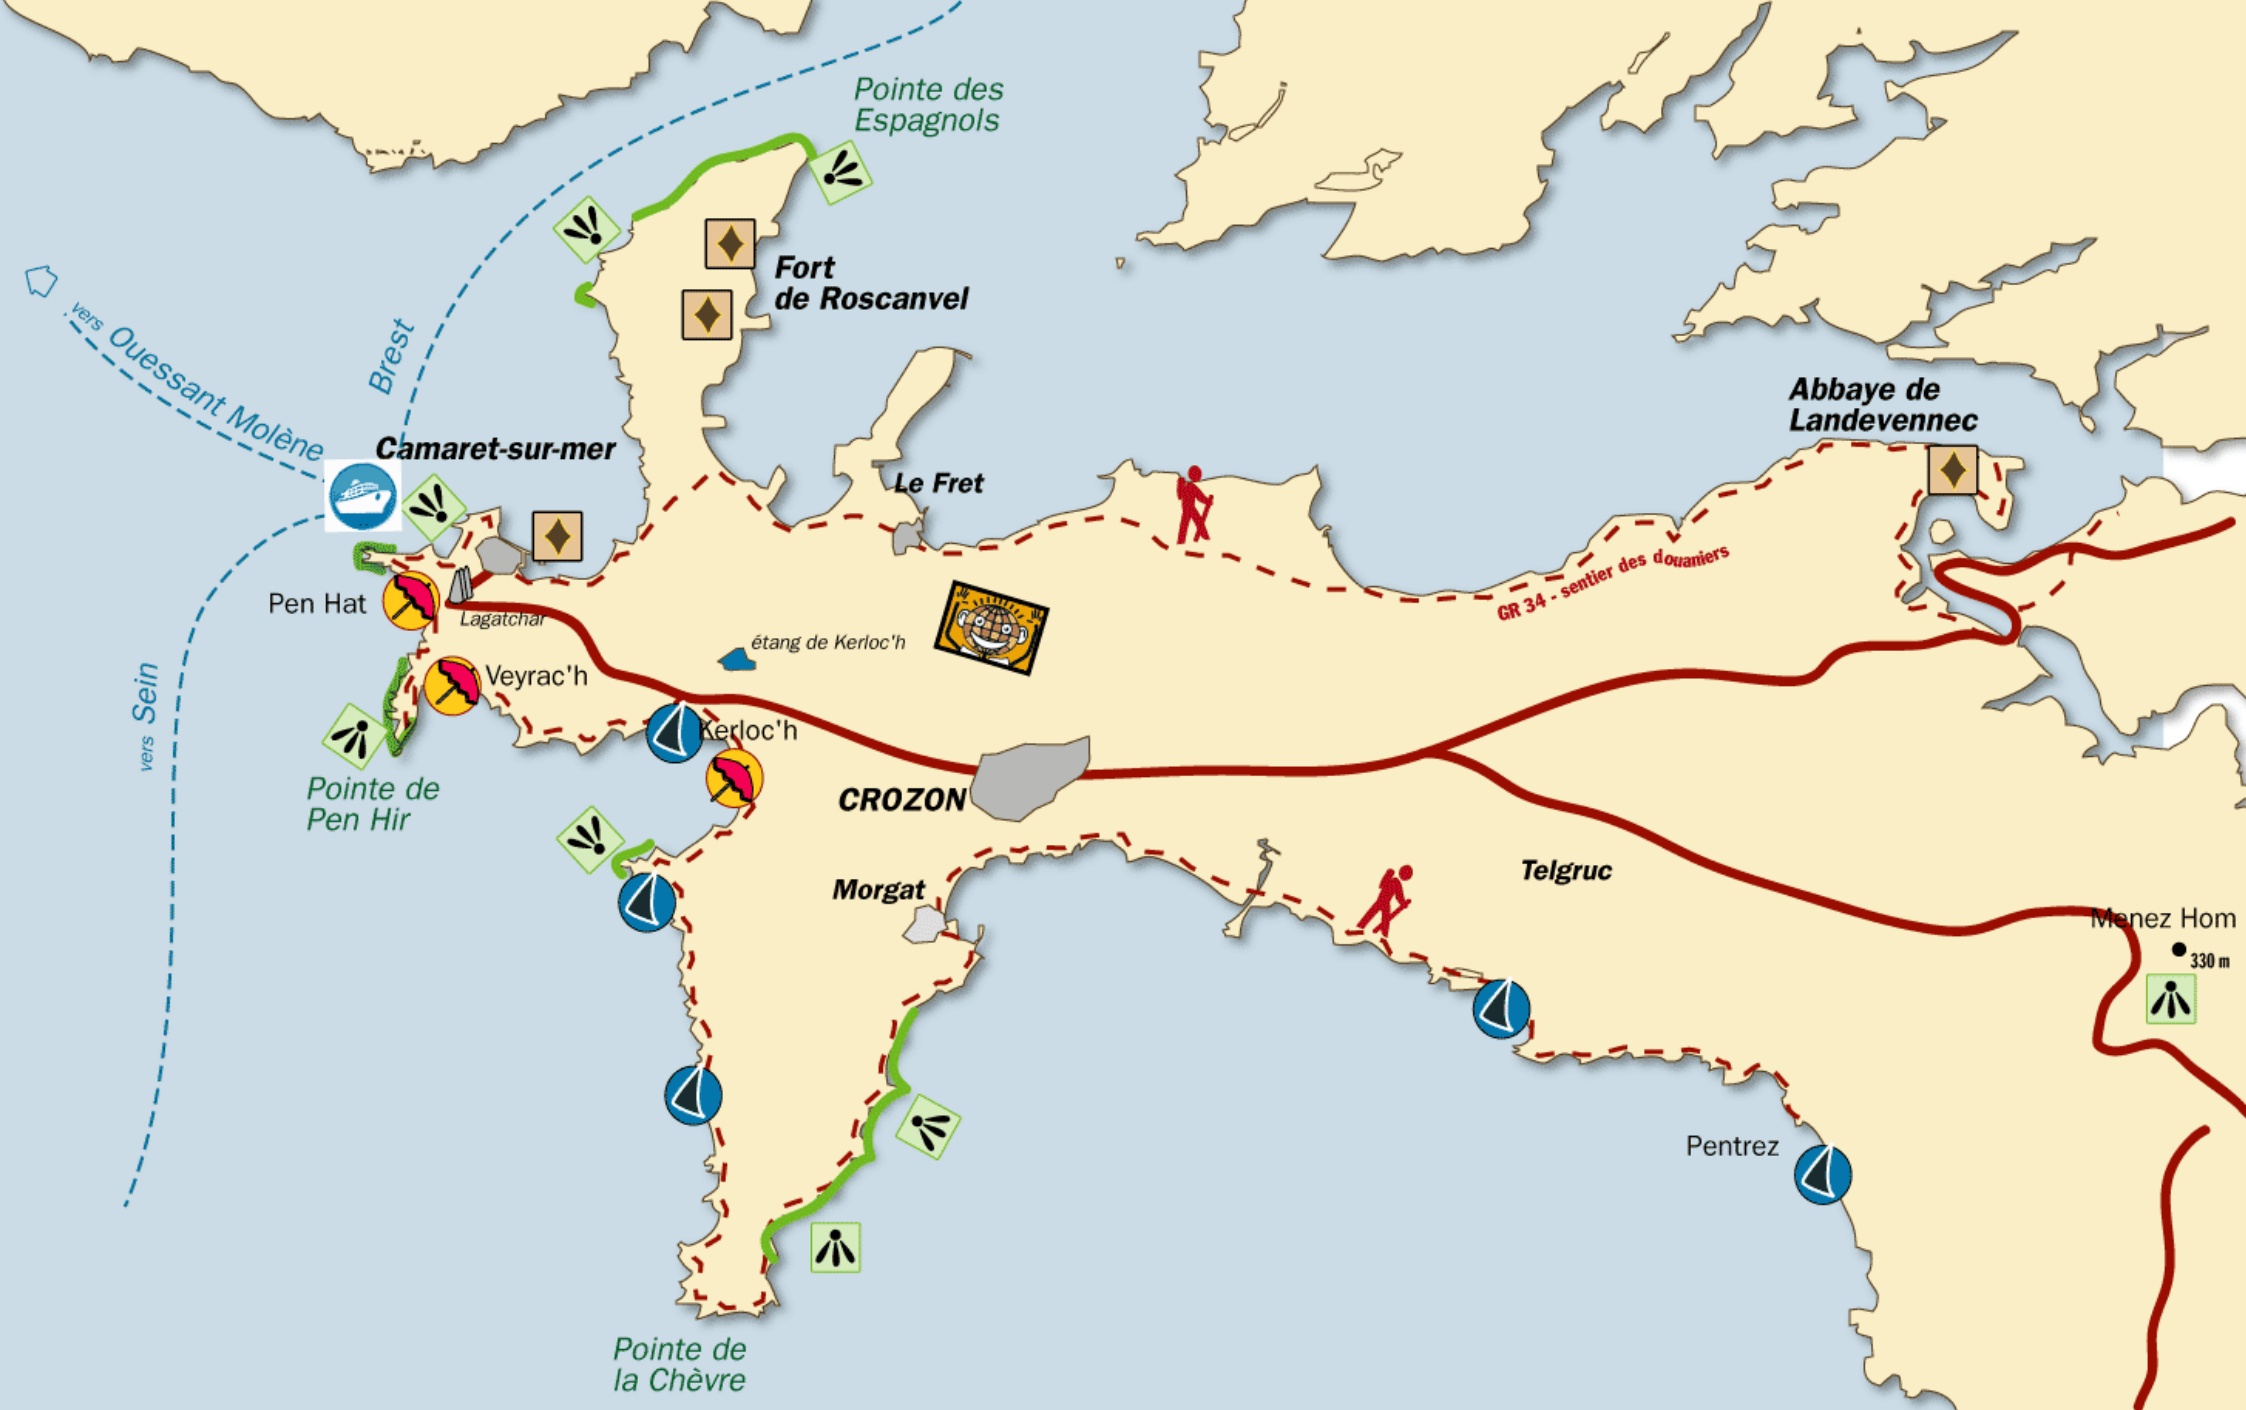 Pointe des
Espagnols
Fort
de Roscanvel
vers Ouessant Molène
Brest
Abbaye de
Landevennec
Camaret-sur-mer
Le Fret
GR 34 - sentier des douaniers
Pen Hat
Lagatchar
étang de Kerloc'h
Veyrac'h
vers Sein
Kerloc'h
Pointe de
Pen Hir
CROZON
Morgat
Telgruc
Menez Hom
330 m
Pentrez
Pointe de
la Chèvre